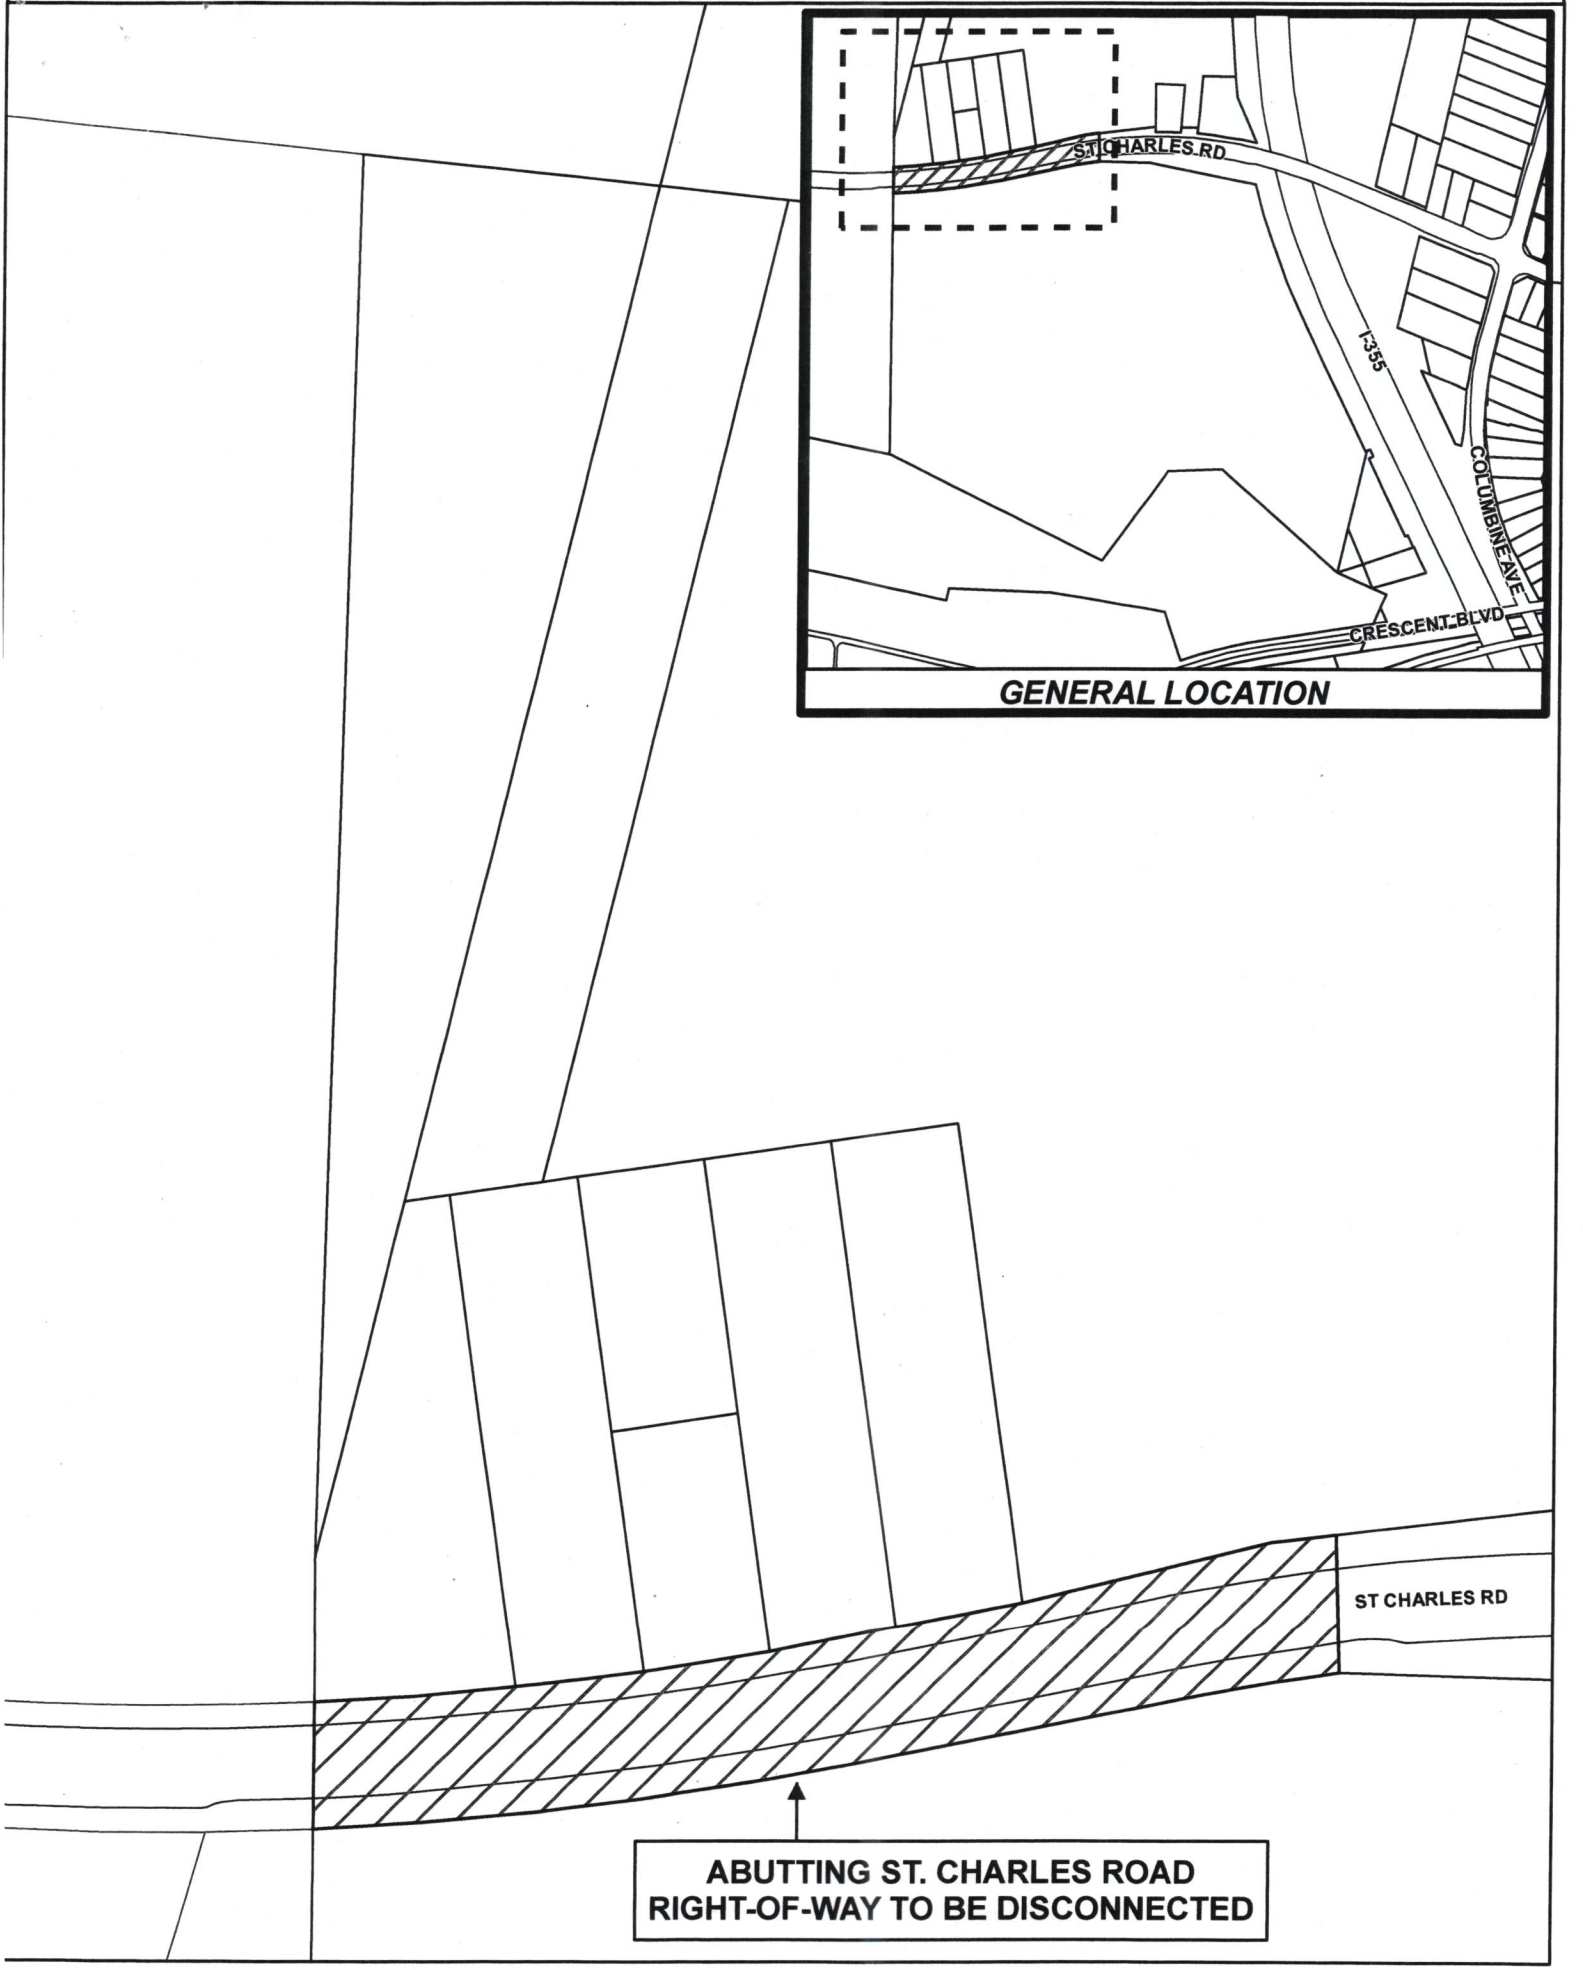 ST CHARLES RD
I-355
COLUMBINE AVE
CRESCENT BLVD
GENERAL LOCATION
ST CHARLES RD
ABUTTING ST. CHARLES ROAD
RIGHT-OF-WAY TO BE DISCONNECTED